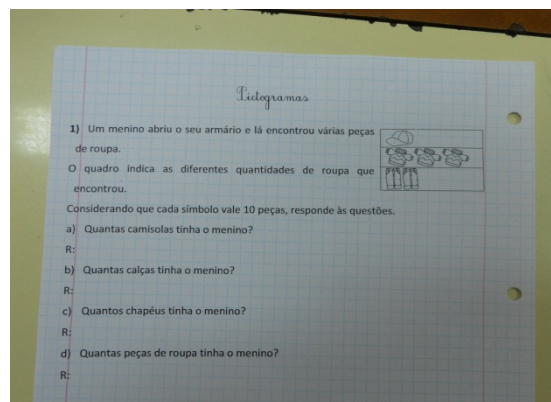 Pictogramas
1) Um menino abriu o seu armário e lá encontrou várias peças
de roupa.
O quadro indica as diferentes quantidades de roupa que
encontrou.
Considerando que cada símbolo vale 10 peças, responde às questões.
a) Quantas camisolas tinha o menino?
R:
b) Quantas calças tinha o menino?
R:
c) Quantos chapéus tinha o menino?
R:
d) Quantas peças de roupa tinha o menino?
R: